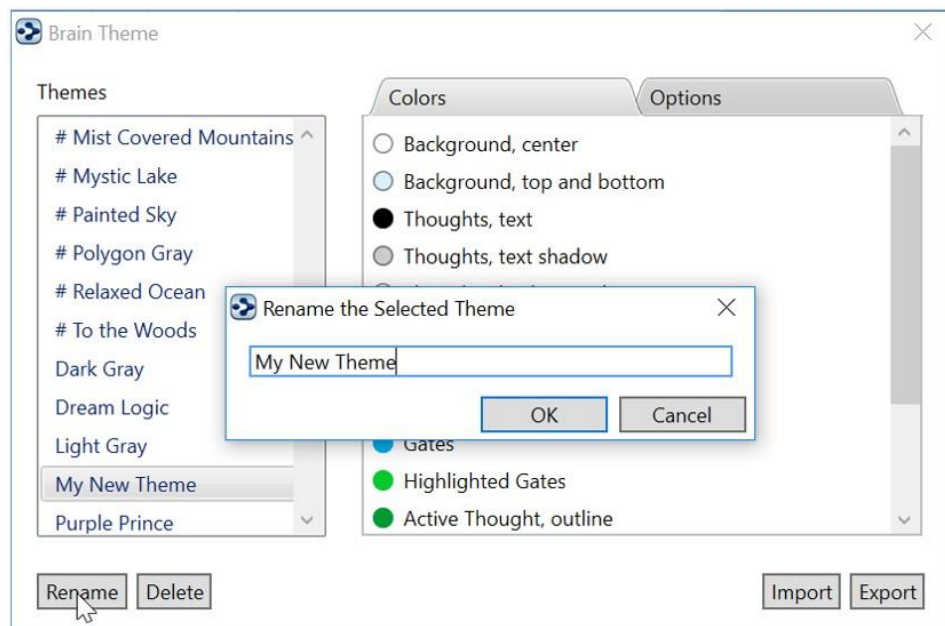 Brain Theme
Themes
# Mist Covered Mountains
# Mystic Lake
# Painted Sky
# Polygon Gray
# Relaxed Ocean
# To the Woods
Dark Gray
Dream Logic
Light Gray
My New Theme
Purple Prince
Colors
Options
Background, center
Background, top and bottom
Thoughts, text
Thoughts, text shadow
Rename the Selected Theme
My New Theme
OK
Cancel
Gates
Highlighted Gates
Active Thought, outline
Rename
Delete
Import
Export